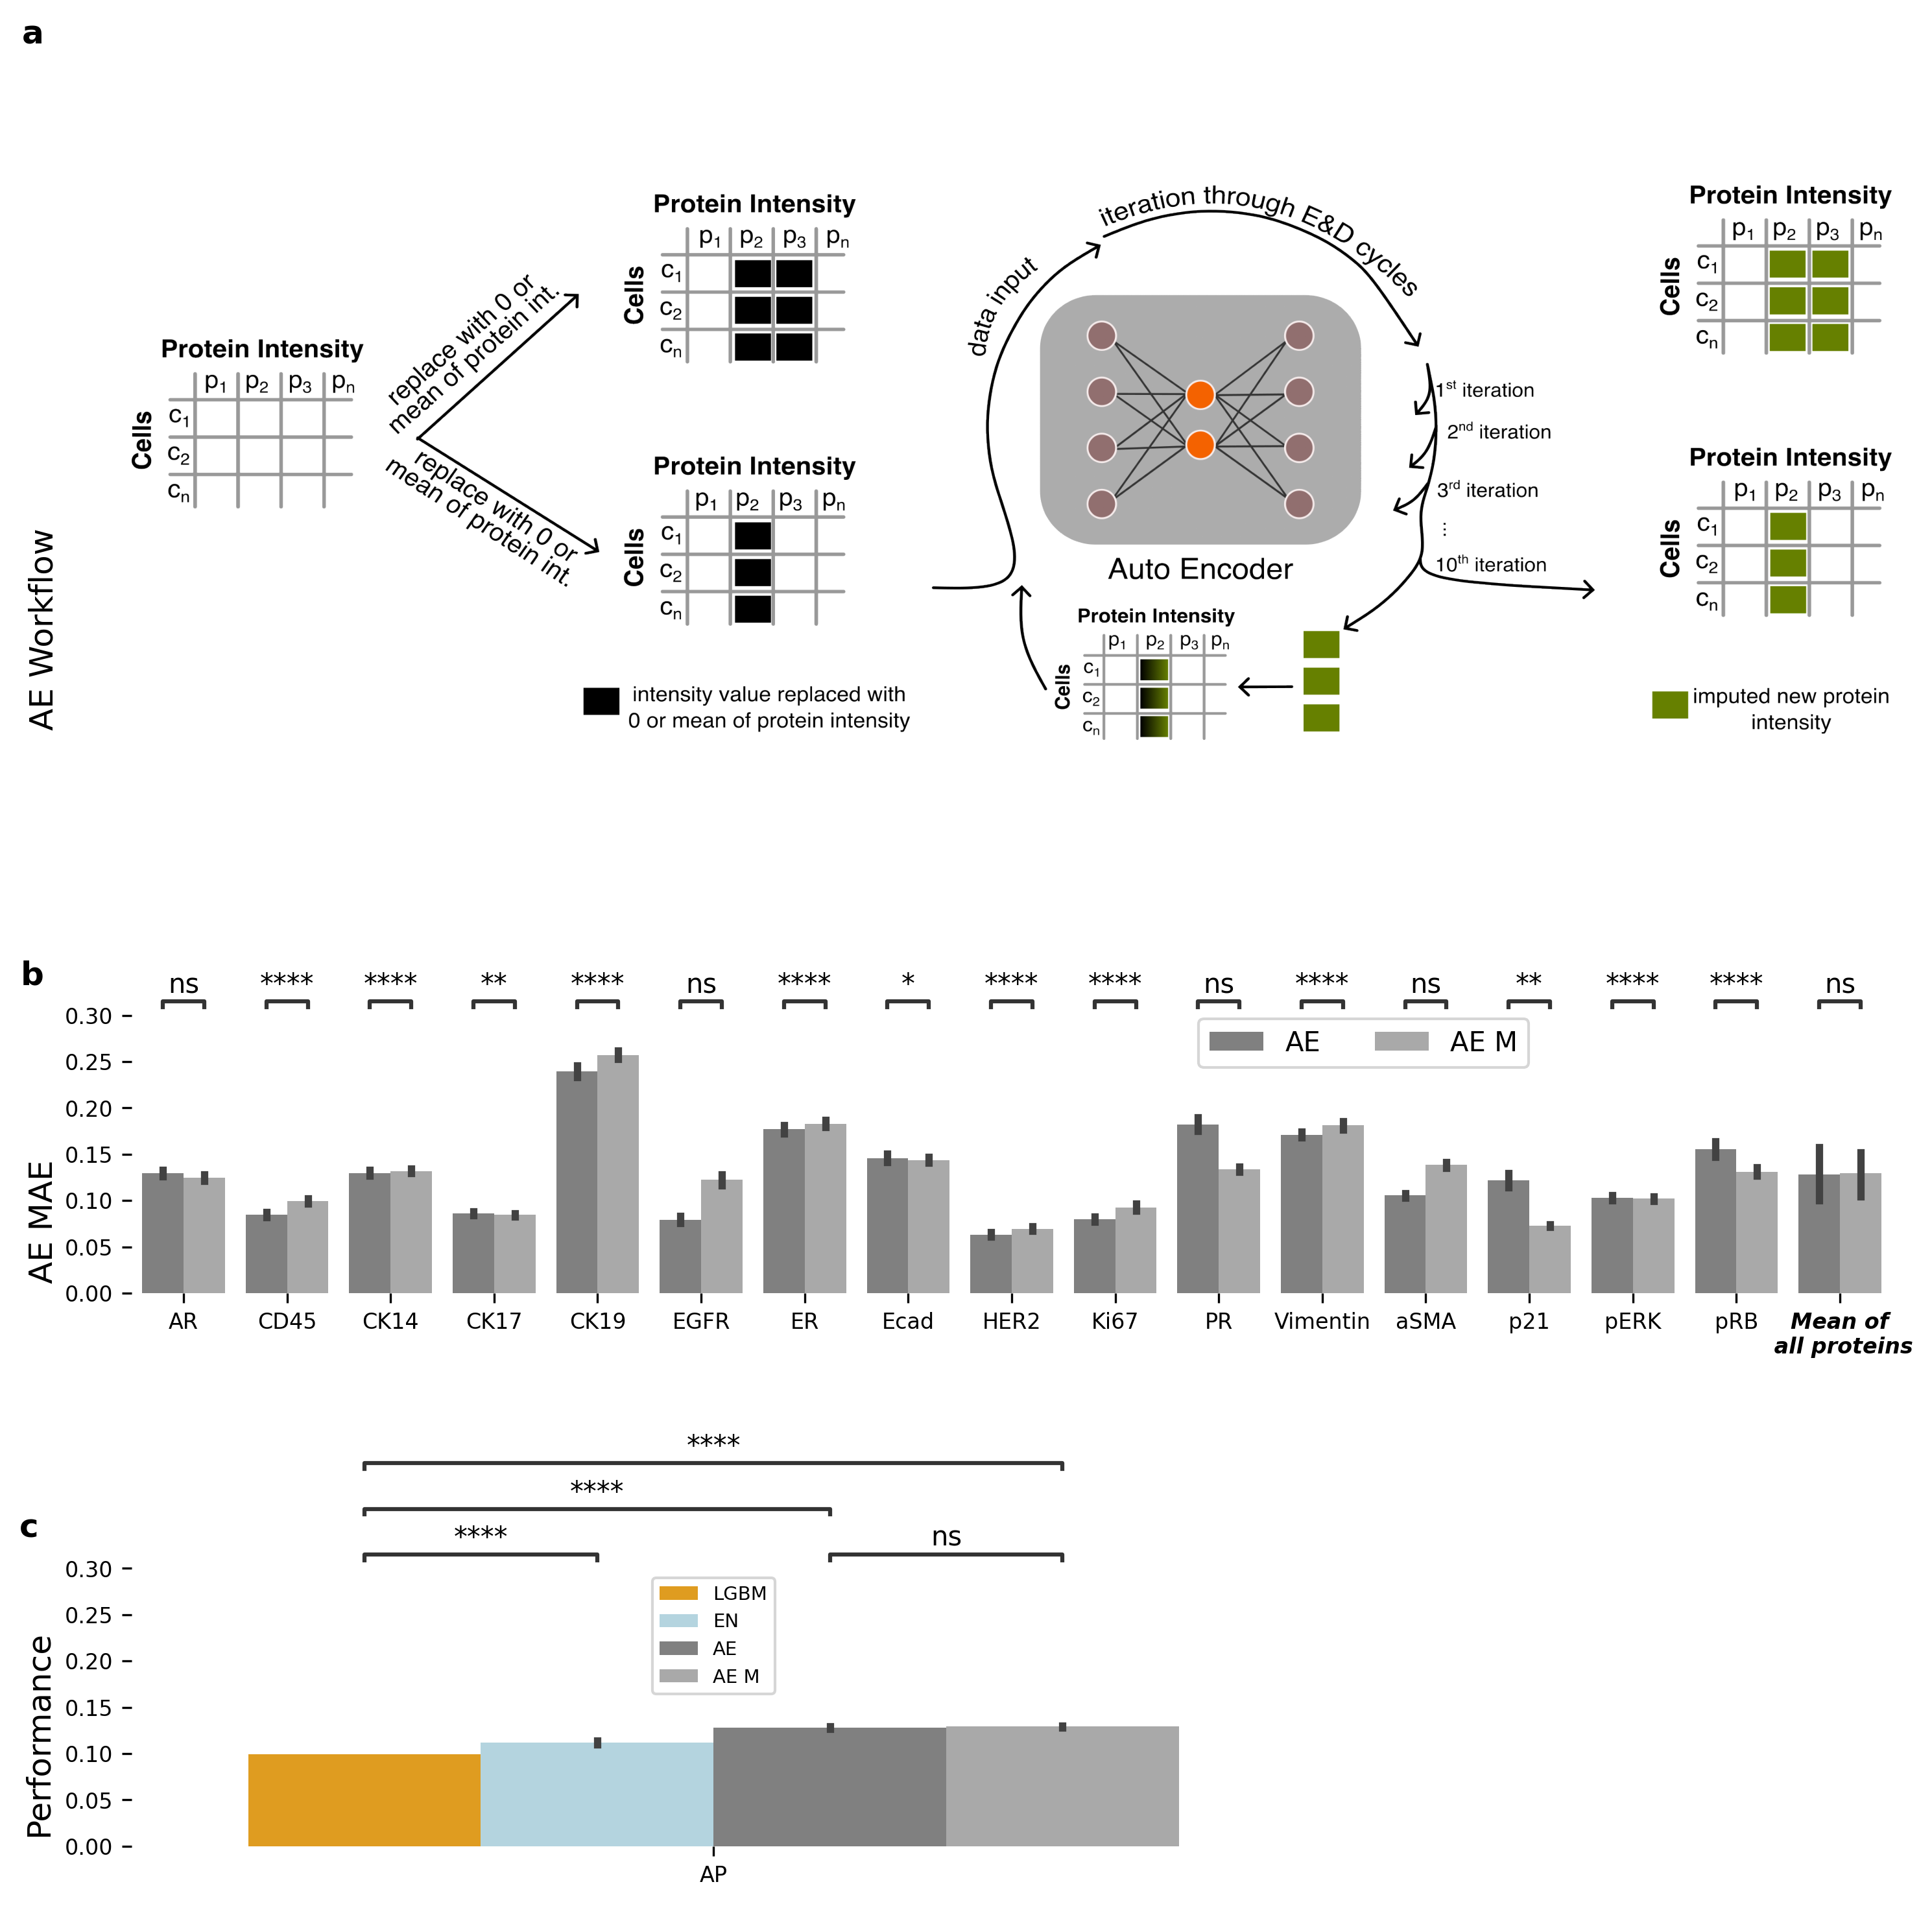 a
AE Workflow
Protein Intensity
p1 p2 p3 pn
Cells
c1
c2
cn
replace with 0 or
mean of protein int.
replace with 0 or
mean of protein int.
Protein Intensity
p1 p2 p3 pn
Cells
c1
c2
cn
Protein Intensity
p1 p2 p3 pn
Cells
c1
c2
cn
intensity value replaced with
0 or mean of protein intensity
data input
iteration through E&D cycles
Auto Encoder
1st iteration
2nd iteration
3rd iteration
...
10th iteration
Protein Intensity
p1 p2 p3 pn
Cells
c1
c2
cn
Protein Intensity
p1 p2 p3 pn
Cells
c1
c2
cn
Protein Intensity
p1 p2 p3 pn
Cells
c1
c2
cn
imputed new protein
intensity
b
ns **** **** ** **** ns **** * **** **** ns **** ns ** **** **** ns
AE MAE
0.30
0.25
0.20
0.15
0.10
0.05
0.00
AE AE M
AR CD45 CK14 CK17 CK19 EGFR ER Ecad HER2 Ki67 PR Vimentin aSMA p21 pERK pRB Mean of
all proteins
c
****
****
**** ns
Performance
0.30
0.25
0.20
0.15
0.10
0.05
0.00
LGBM
EN
AE
AE M
AP